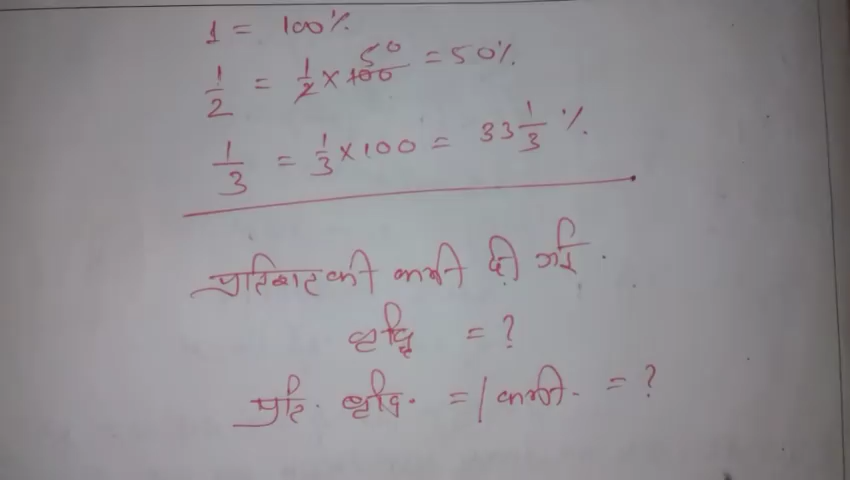 1 = 100%
1/2 = 1/2 × 100 50 = 50%
1/3 = 1/3 × 100 = 33 1/3 %
प्रतिशत की कमी दी गई.
वृद्धि = ?
प्रति. वृद्धि. = / कमी. = ?